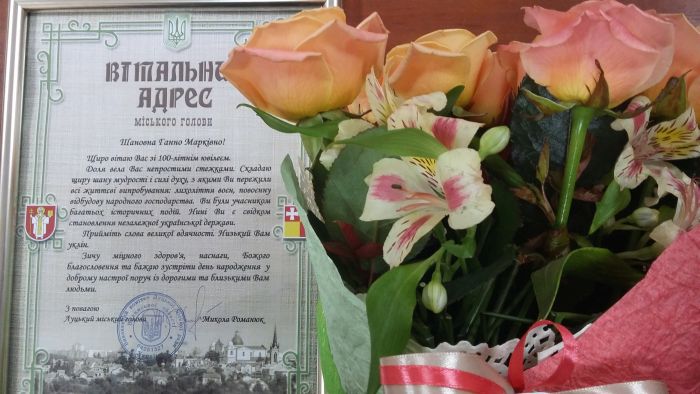 ВІТАЛЬНИЙ
АДРЕС
МІСЬКОГО ГОЛОВИ
Шановна Ганно Марківно!
Щиро вітаю Вас зі 100-літнім ювілеєм.
Доля вела Вас непростими стежками. Складаю
щиру шану мудрості і силі духу, з якими Ви пережили
всі життєві випробування: лихоліття воєн, повоєнну
відбудову народного господарства. Ви були учасником
багатьох історичних подій. Нині Ви є свідком
становлення незалежної української держави.
Прийміть слова великої вдячності. Низький Вам
уклін.
Зичу міцного здоров'я, наснаги, Божого
благословення та бажаю зустріти день народження у
доброму настрої поруч із дорогими та близькими Вам
людьми.
З повагою
Луцький міський голова
Микола Романюк